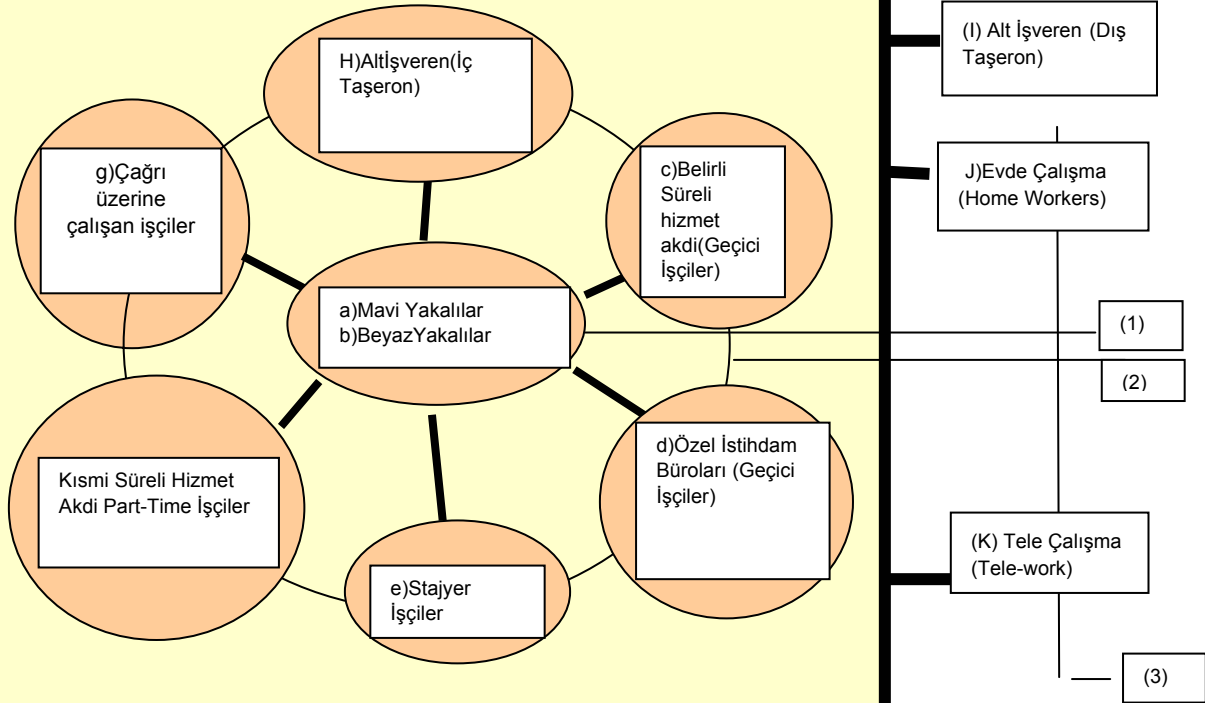 H)Altİşveren(İç
Taşeron)
g)Çağrı
üzerine
çalışan işçiler
c)Belirli
Süreli
hizmet
akdi(Geçici
İşçiler)
a)Mavi Yakalılar
b)BeyazYakalılar
Kısmi Süreli Hizmet
Akdi Part-Time İşçiler
d)Özel İstihdam
Büroları (Geçici
İşçiler)
e)Stajyer
İşçiler
(I) Alt İşveren (Dış
Taşeron)
J)Evde Çalışma
(Home Workers)
(1)
(2)
(K) Tele Çalışma
(Tele-work)
(3)